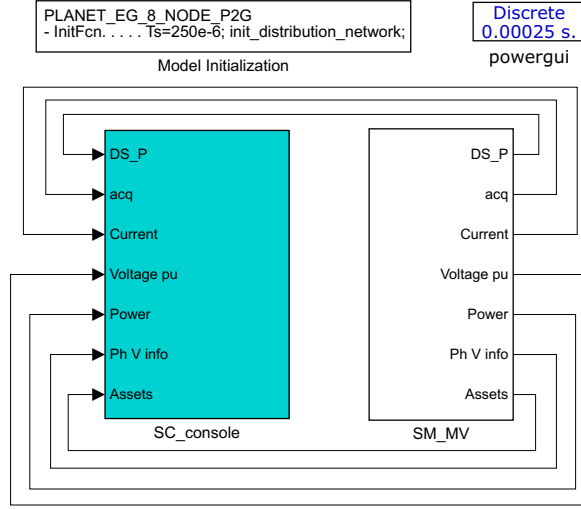 PLANET_EG_8_NODE_P2G
- InitFcn. . . . . Ts=250e-6; init_distribution_network;
Model Initialization
Discrete
0.00025 s.
powergui
DS_P
acq
Current
Voltage pu
Power
Ph V info
Assets
SC_console
DS_P
acq
Current
Voltage pu
Power
Ph V info
Assets
SM_MV